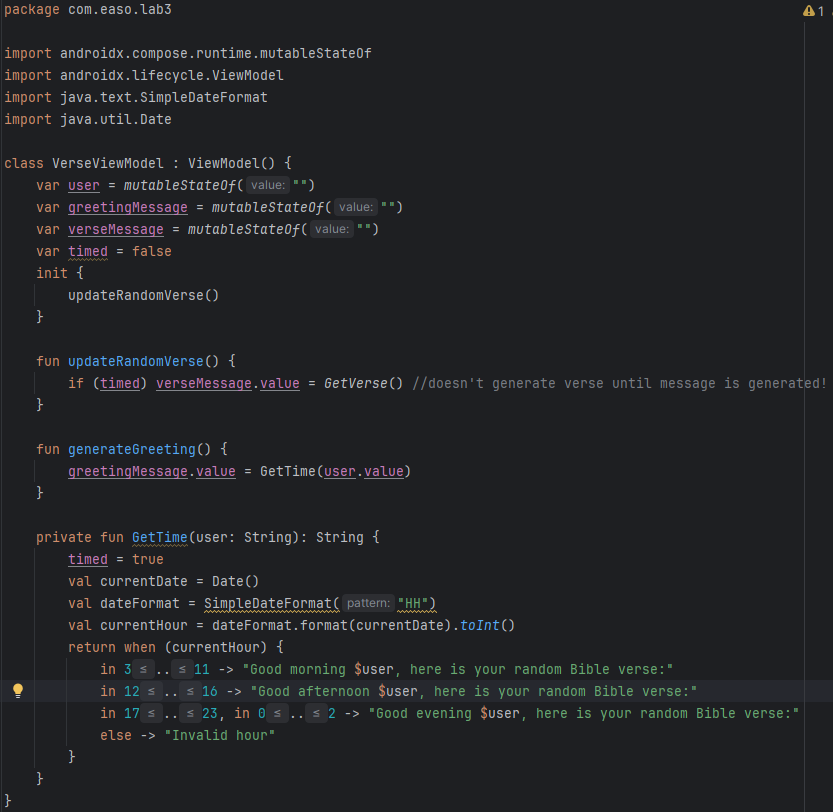 package com.easo.lab3
1
import androidx.compose.runtime.mutableStateOf
import androidx.lifecycle.ViewModel
import java.text.SimpleDateFormat
import java.util.Date
class VerseViewModel : ViewModel() {
var user = mutableStateOf( value: "")
var greetingMessage = mutableStateOf( value: "")
var verseMessage = mutableStateOf( value: "")
var timed = false
init {
updateRandomVerse()
}
fun updateRandomVerse() {
if (timed) verseMessage.value = GetVerse() //doesn't generate verse until message is generated!
}
fun generateGreeting() {
greetingMessage.value = GetTime(user.value)
}
private fun GetTime(user: String): String {
timed = true
val currentDate = Date()
val dateFormat = SimpleDateFormat( pattern: "HH")
val currentHour = dateFormat.format(currentDate).toInt()
return when (currentHour) {
in 3 ≤ .. ≤ 11 -> "Good morning $user, here is your random Bible verse:"
in 12 ≤ .. ≤ 16 -> "Good afternoon $user, here is your random Bible verse:"
in 17 ≤ .. ≤ 23, in 0 ≤ .. ≤ 2 -> "Good evening $user, here is your random Bible verse:"
else -> "Invalid hour"
}
}
}